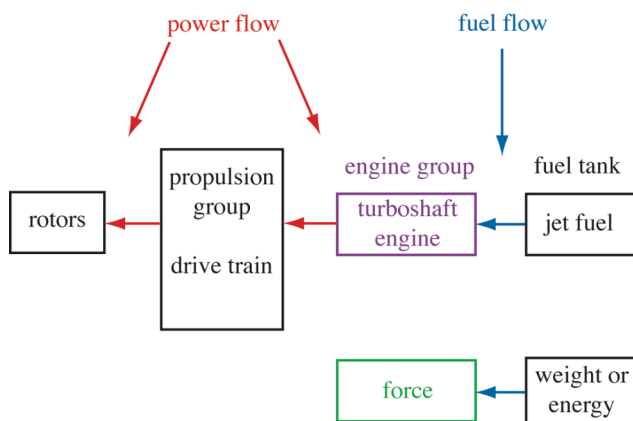 power flow
fuel flow
engine group
fuel tank
rotors
propulsion
group
drive train
turboshaft
engine
jet fuel
force
weight or
energy